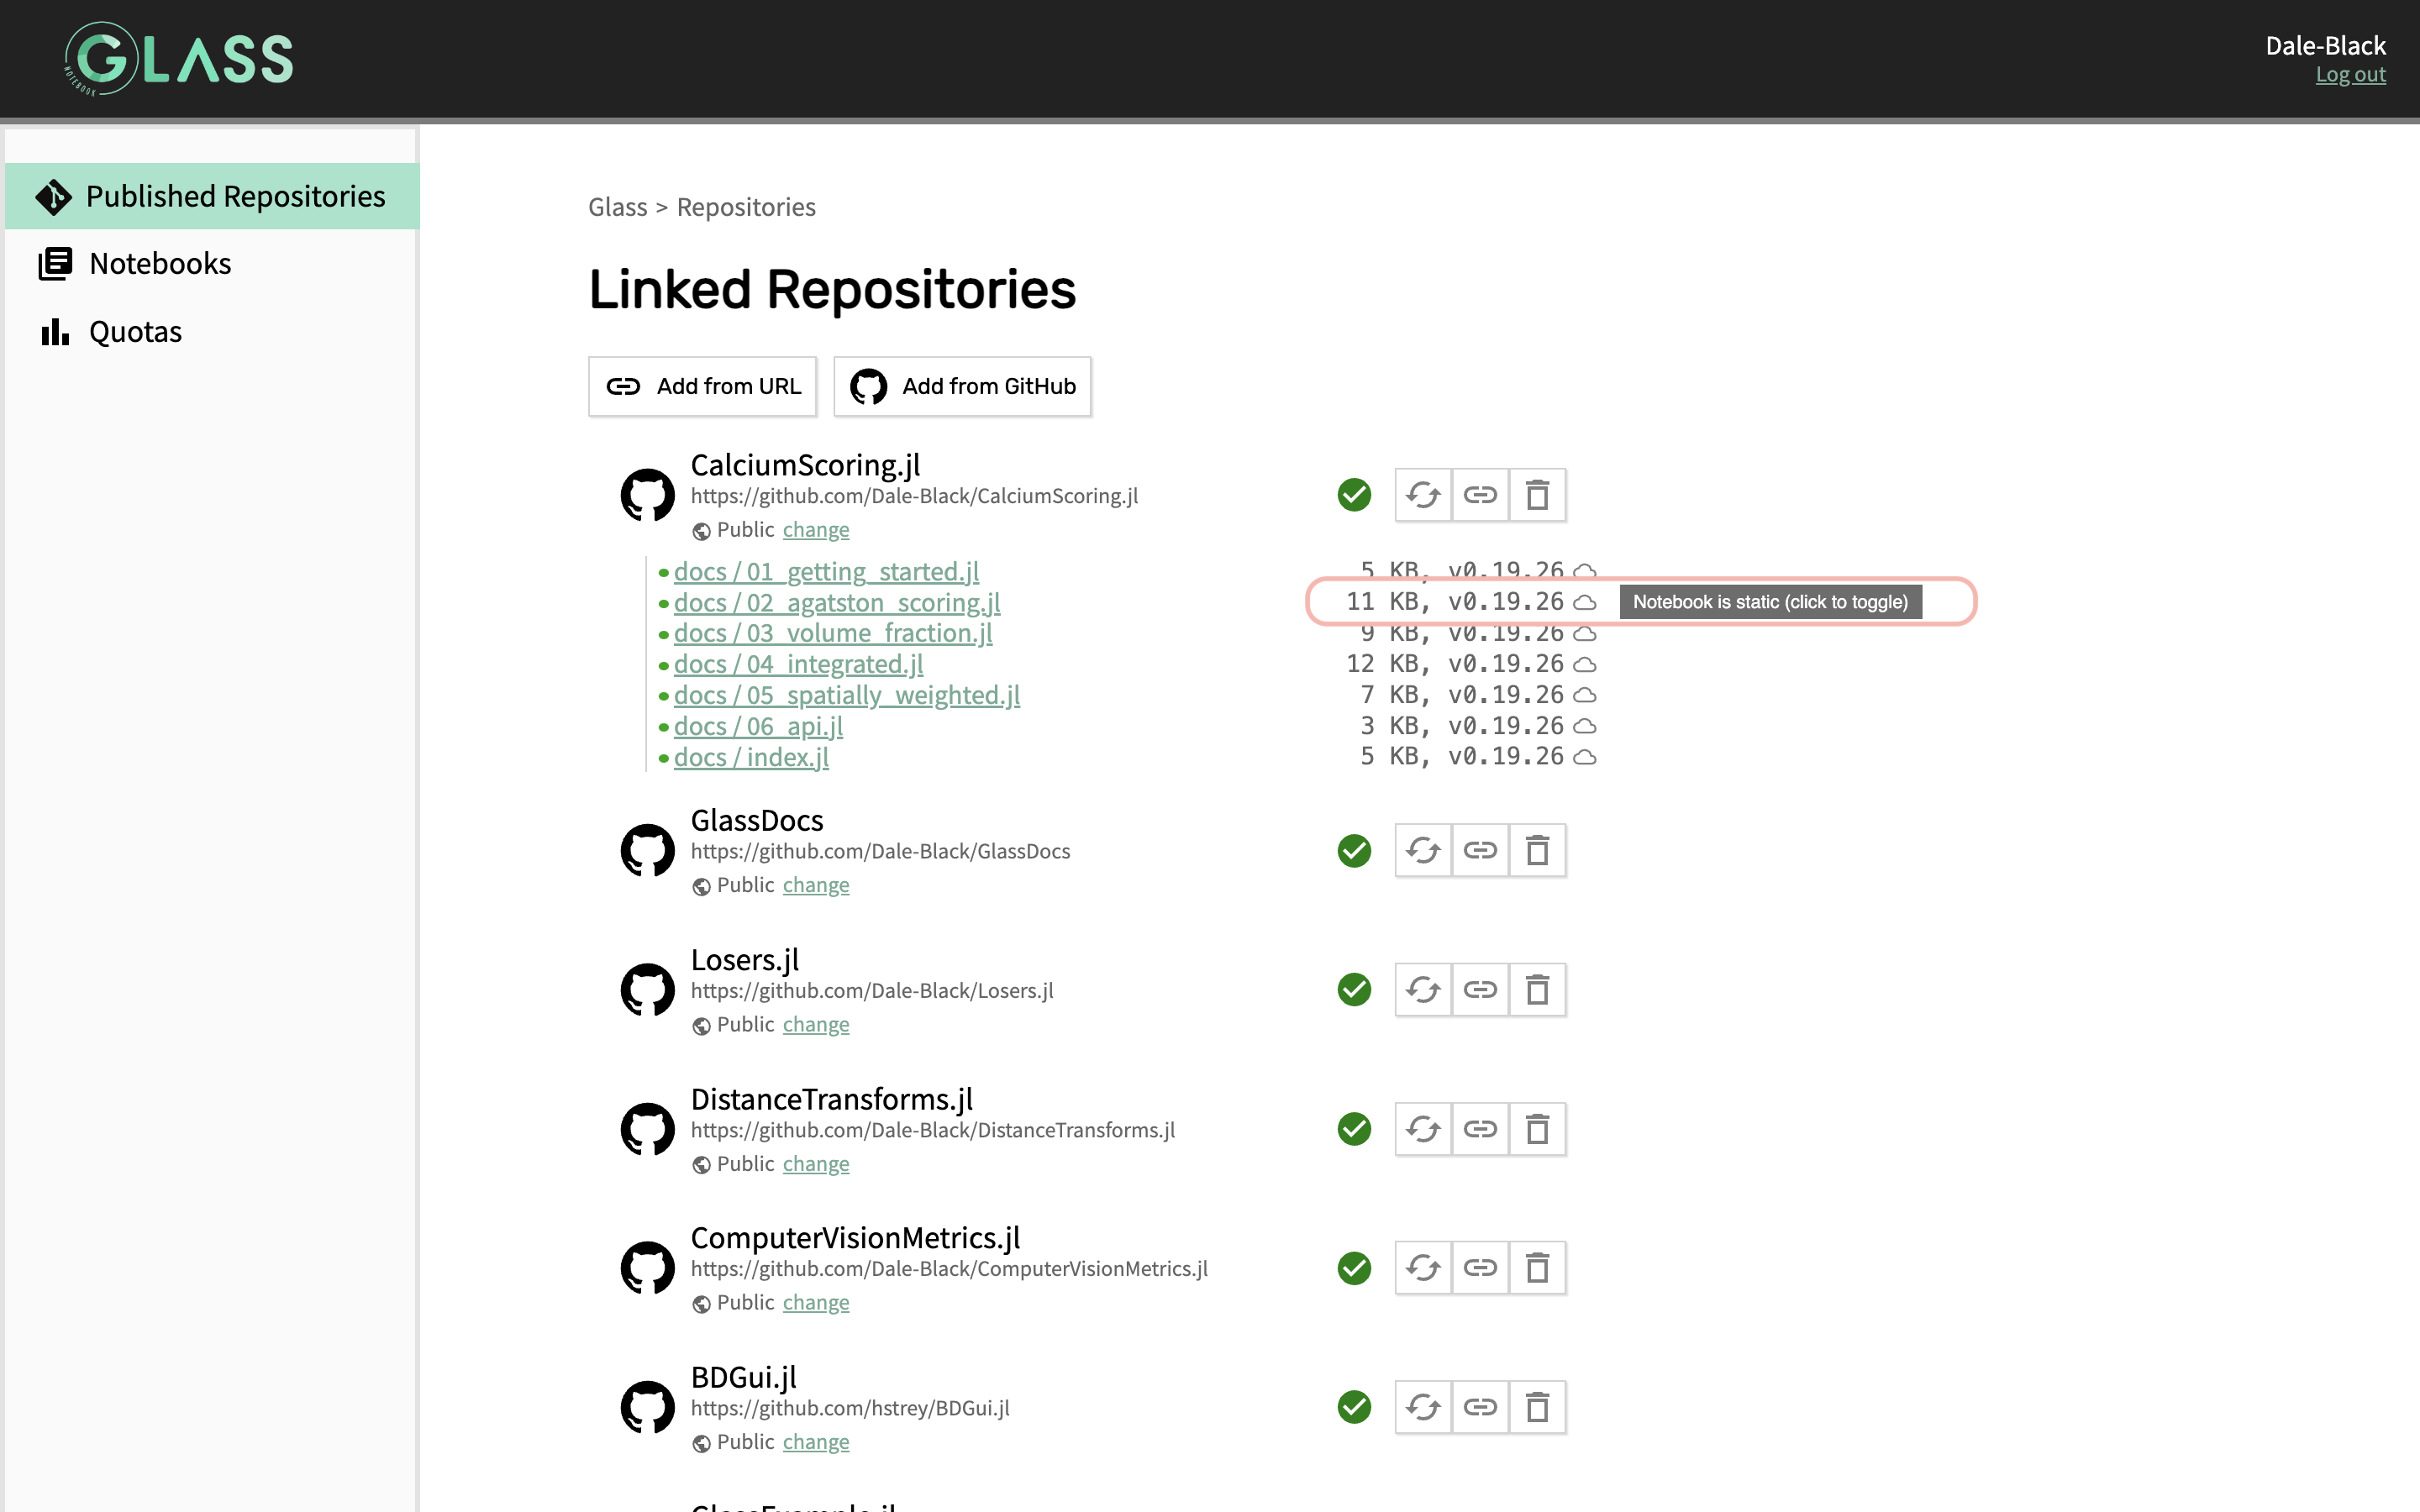 GLASS
NOTEBOOK
Dale-Black
Log out
Published Repositories
Notebooks
Quotas
Glass > Repositories
Linked Repositories
Add from URL
Add from GitHub
CalciumScoring.jl
https://github.com/Dale-Black/CalciumScoring.jl
Public change
docs / 01_getting_started.jl 5 KB, v0.19.26
docs / 02_agatston_scoring.jl 11 KB, v0.19.26 Notebook is static (click to toggle)
docs / 03_volume_fraction.jl 9 KB, v0.19.26
docs / 04_integrated.jl 12 KB, v0.19.26
docs / 05_spatially_weighted.jl 7 KB, v0.19.26
docs / 06_api.jl 3 KB, v0.19.26
docs / index.jl 5 KB, v0.19.26
GlassDocs
https://github.com/Dale-Black/GlassDocs
Public change
Losers.jl
https://github.com/Dale-Black/Losers.jl
Public change
DistanceTransforms.jl
https://github.com/Dale-Black/DistanceTransforms.jl
Public change
ComputerVisionMetrics.jl
https://github.com/Dale-Black/ComputerVisionMetrics.jl
Public change
BDGui.jl
https://github.com/hstrey/BDGui.jl
Public change